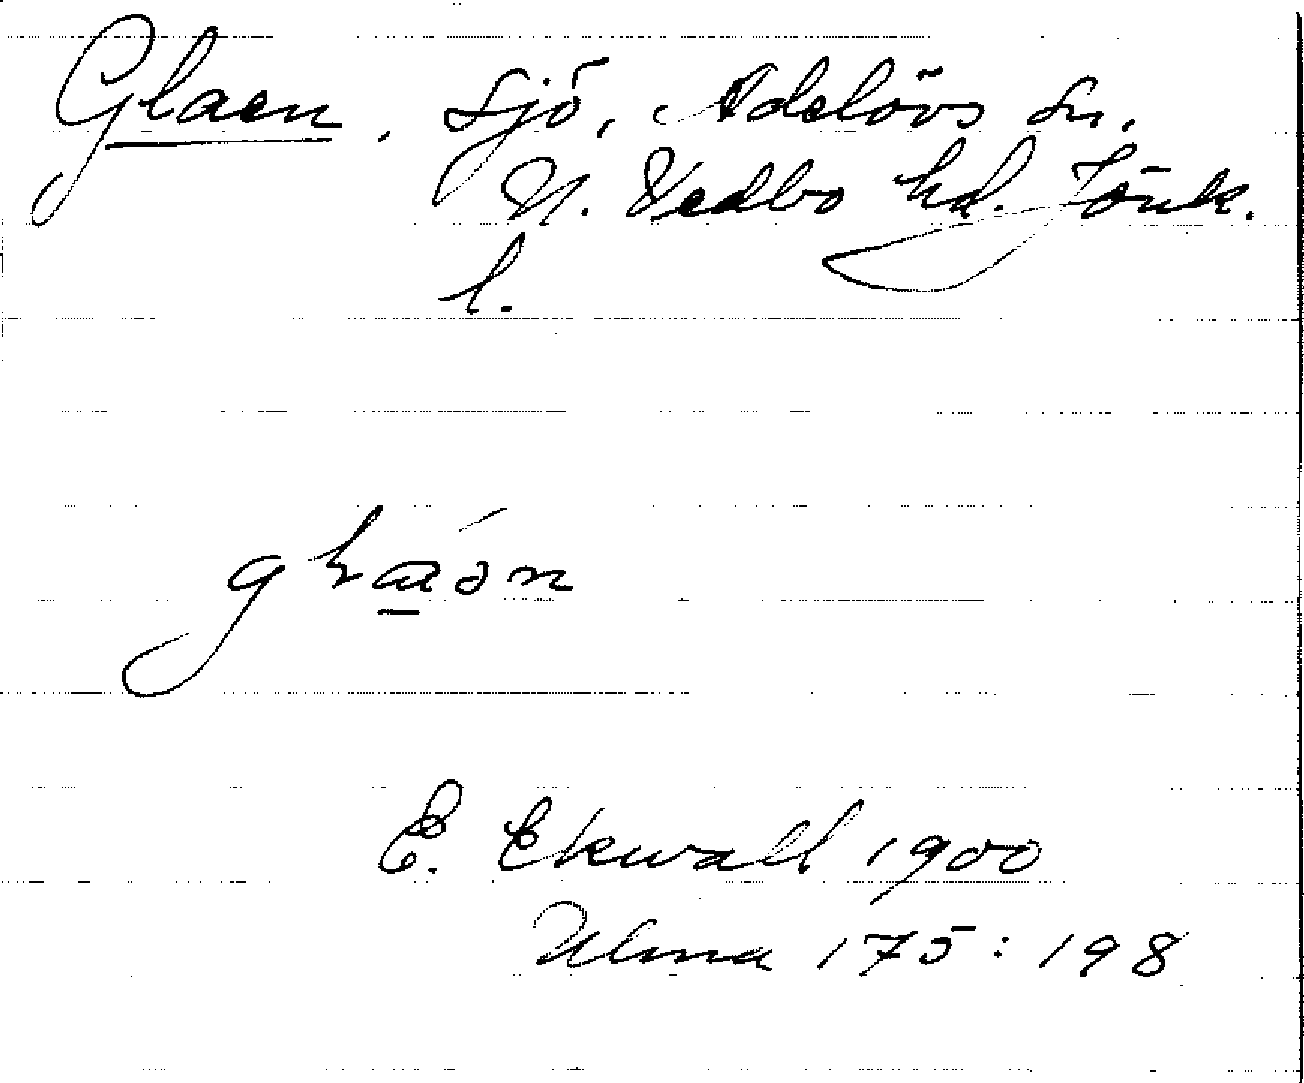 Glaen, sjö, Adelövs sn,
N. Vedbo hd. Jönk.
l.
E. Ekwall 1900
Ulma 175:198